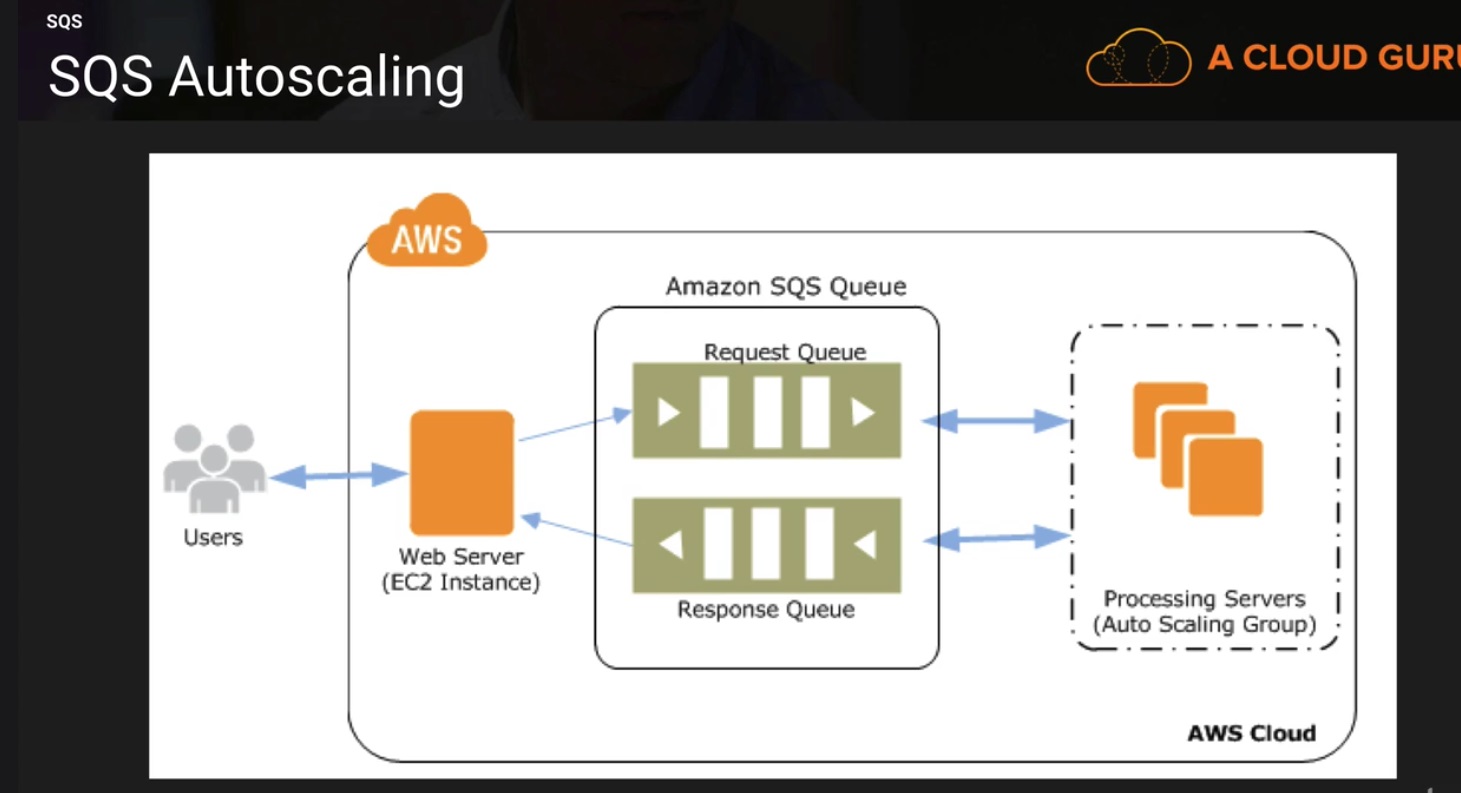 SQS
SQS Autoscaling
A CLOUD GURU
AWS
Amazon SQS Queue
Request Queue
Users
Web Server
(EC2 Instance)
Response Queue
Processing Servers
(Auto Scaling Group)
AWS Cloud